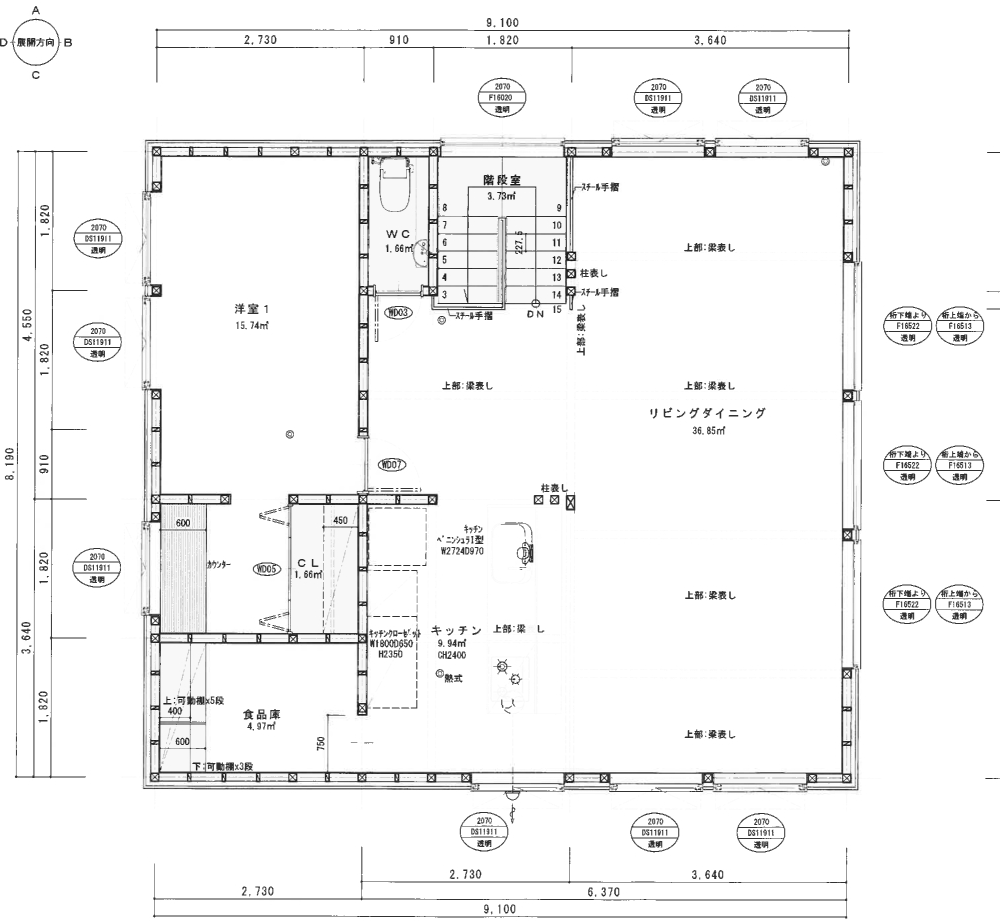 A
D 展開方向 B
C
9,100
2,730
910
1,820
3,640
2070
F16020
透明
2070
DS11911
透明
2070
DS11911
透明
階段室
3.73㎡
スチール手摺
8
9
7
10
6
11
5
12
4
13
3
14
15
227.5
DN
WC
1.66㎡
柱表し
スチール手摺
スチール手摺
WD03
上部:梁表し
上部:梁表し
洋室1
15.74㎡
2070
DS11911
透明
2070
DS11911
透明
2070
DS11911
透明
1,820
1,820
910
1,820
1,820
4,550
3,640
8,190
上部:梁表し
上部:梁表し
リビングダイニング
36.85㎡
桁下端より
F16522
透明
桁上端から
F16513
透明
桁下端より
F16522
透明
桁上端から
F16513
透明
桁下端より
F16522
透明
桁上端から
F16513
透明
WD07
柱表し
600
450
カウンター
WD05
CL
1.66㎡
キッチン
ペニンシュラI型
W2724D970
上部:梁表し
キッチンクローゼット
W1800D650
H2350
キッチン
9.94㎡
CH2400
上部:梁 し
熱式
上:可動棚x5段
400
食品庫
4.97㎡
600
750
下:可動棚x3段
上部:梁表し
2070
DS11911
透明
2070
DS11911
透明
2070
DS11911
透明
2,730
3,640
2,730
6,370
9,100